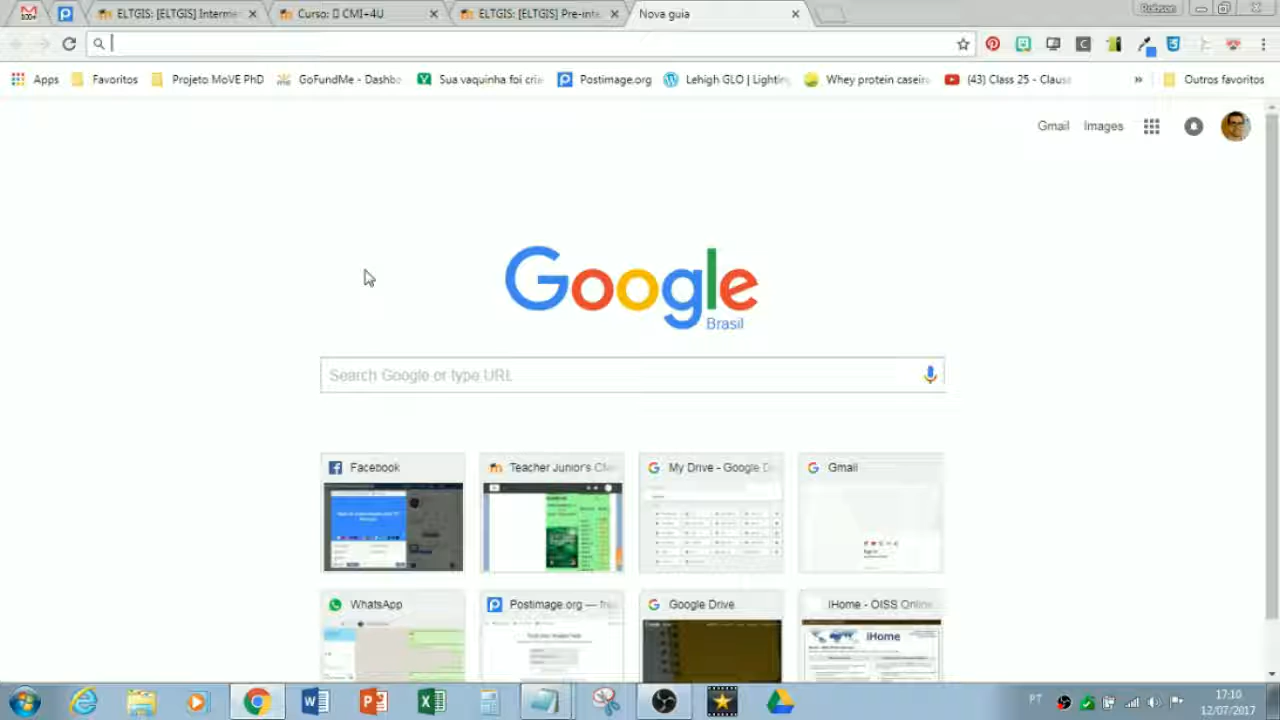 ELTGIS: [ELTGIS] Interme
Curso: CMI+4U
ELTGIS: [ELTGIS] Pre-inte
Nova guia
Robson
Apps
Favoritos
Projeto MoVE PhD
GoFundMe - Dashbo
Sua vaquinha foi cria
Postimage.org
Lehigh GLO | Lighting
Whey protein caseiro
(43) Class 25 - Claus
»
Outros favoritos
Gmail
Images
Google
Brasil
Search Google or type URL
Facebook
Teacher Junior's
My Drive - Google D
Gmail
WhatsApp
Postimage.org — fre
Google Drive
iHome - OISS Online
iHome
PT
17:10
12/07/2017